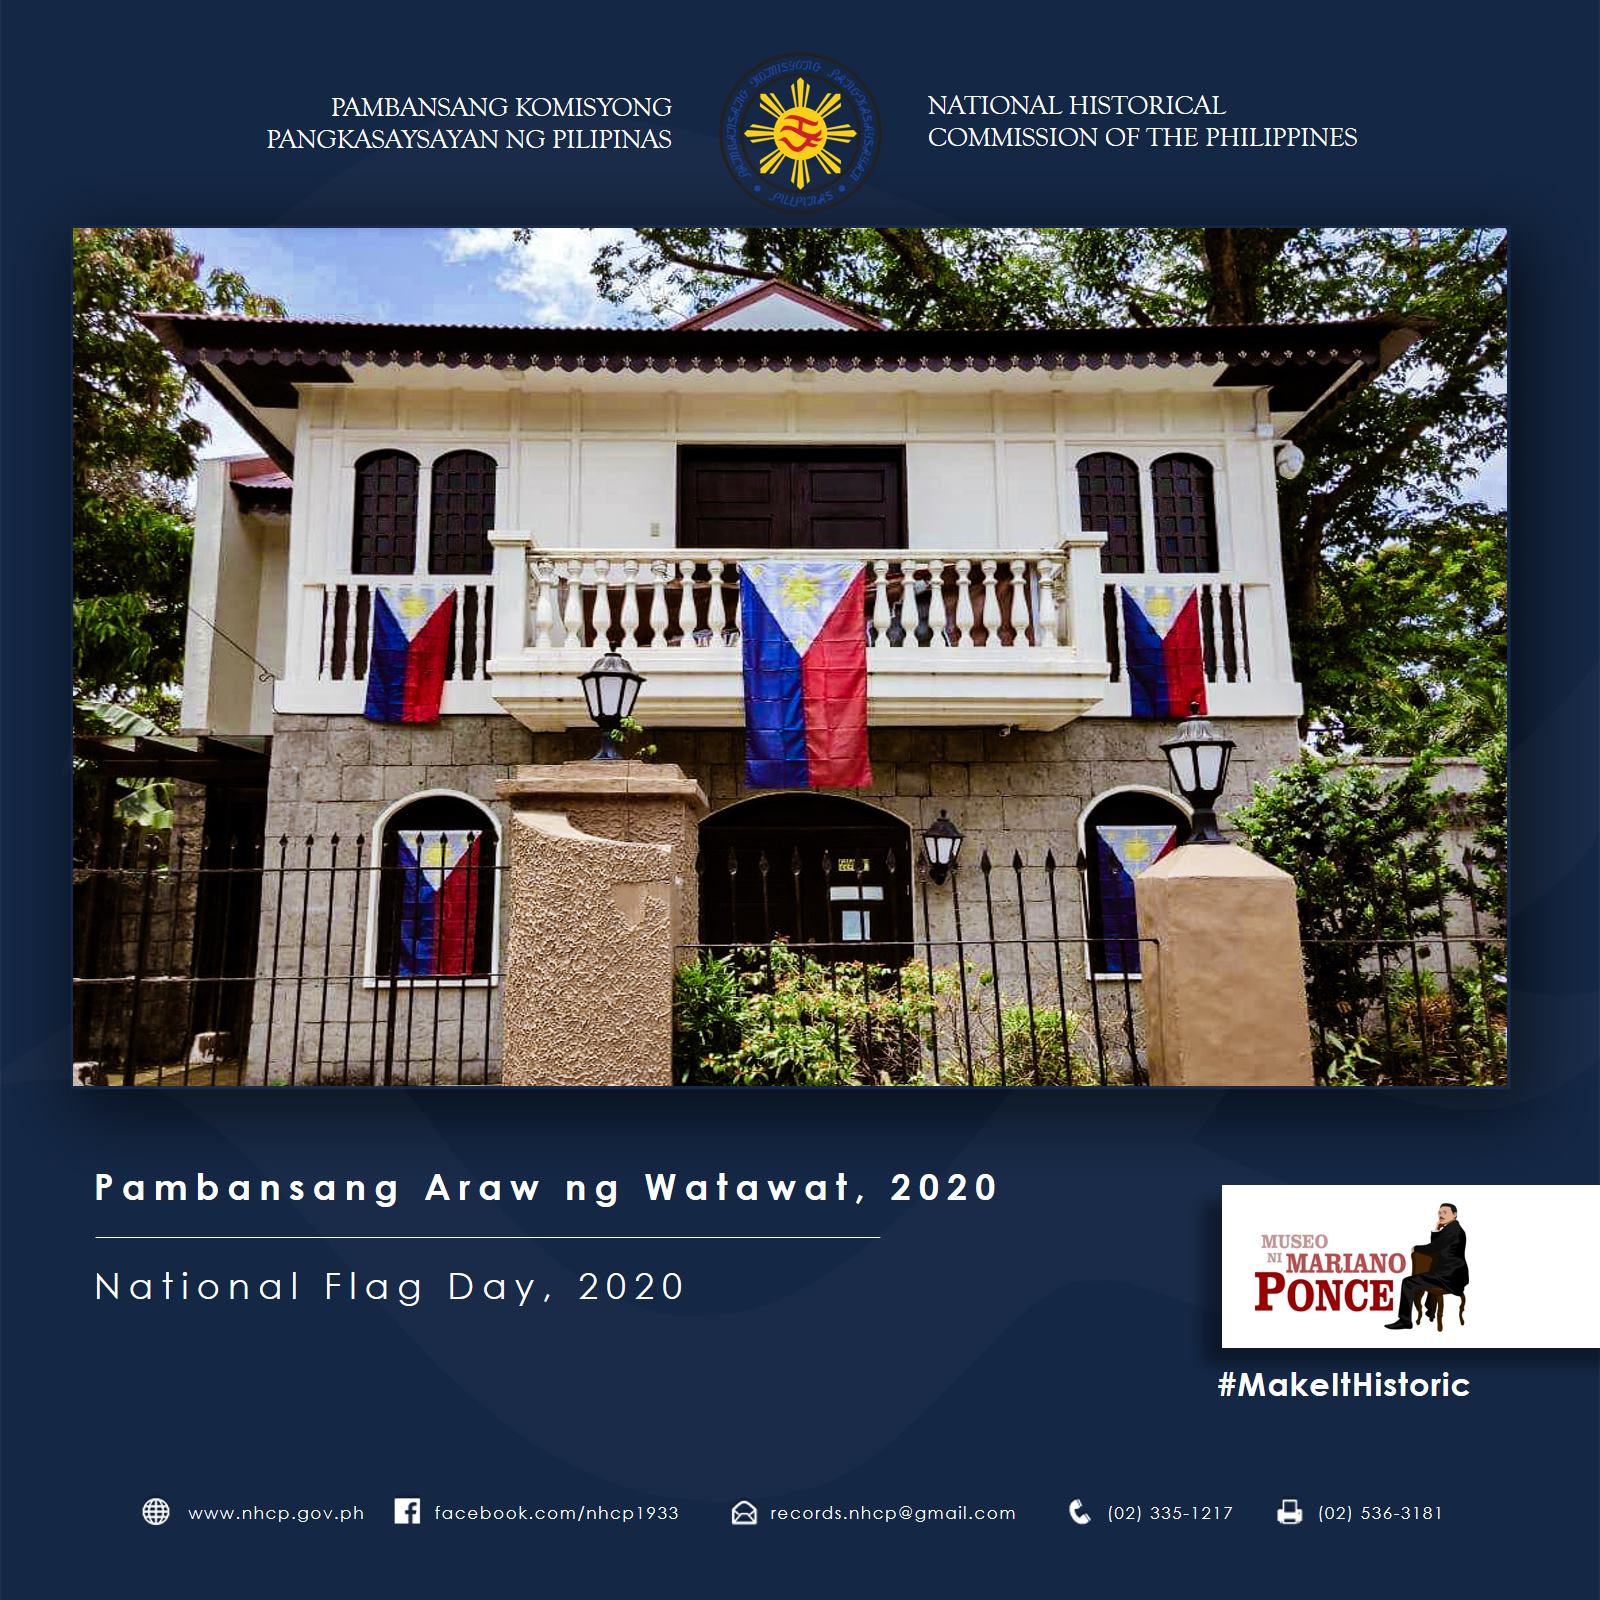 PAMBANSANG KOMISYONG
PANGKASAYSAYAN NG PILIPINAS
PAMBANSANG KOMISYONG PANGKASAYSAYAN
PILIPINAS
NATIONAL HISTORICAL
COMMISSION OF THE PHILIPPINES
Pambansang Araw ng Watawat, 2020
National Flag Day, 2020
MUSEO
NI MARIANO
PONCE
#MakeItHistoric
www.nhcp.gov.ph
facebook.com/nhcp1933
records.nhcp@gmail.com
(02) 335-1217
(02) 536-3181